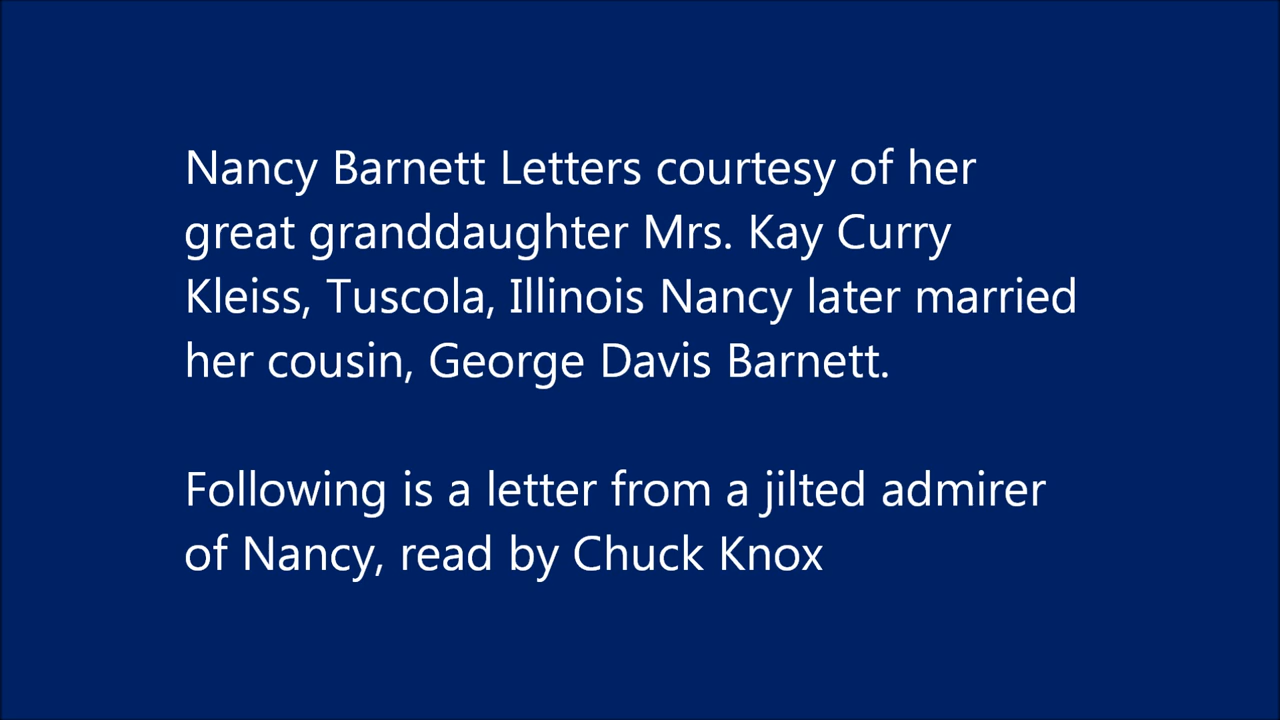 Nancy Barnett Letters courtesy of her
great granddaughter Mrs. Kay Curry
Kleiss, Tuscola, Illinois Nancy later married
her cousin, George Davis Barnett.
Following is a letter from a jilted admirer
of Nancy, read by Chuck Knox